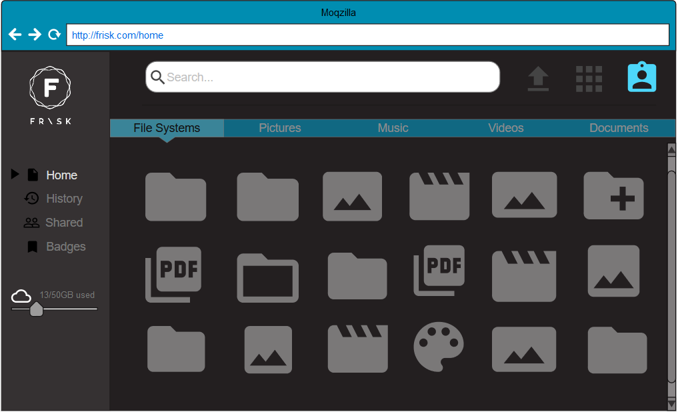 Moqzilla
http://frisk.com/home
F
FR\SK
Search...
File Systems
Pictures
Music
Videos
Documents
Home
History
Shared
Badges
13/50GB used
PDF
PDF